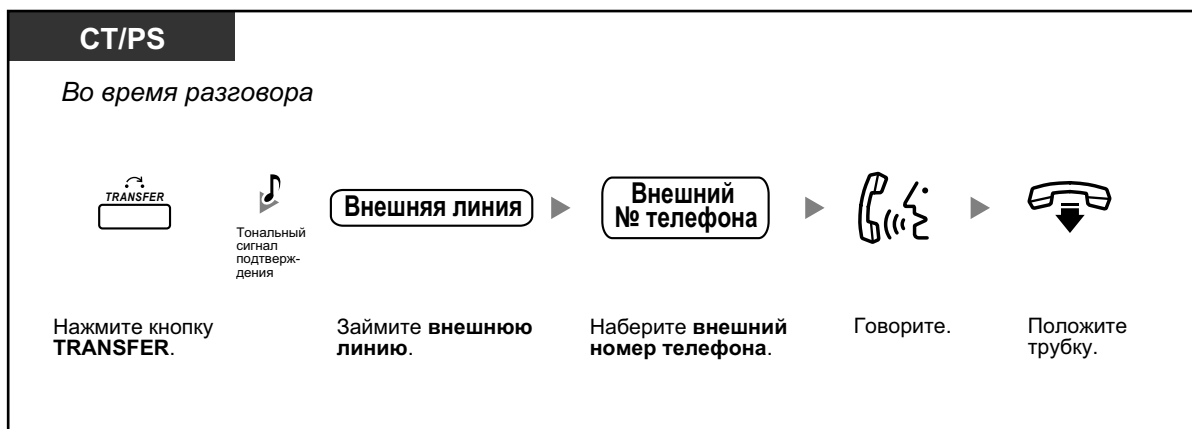 CT/PS
Во время разговора
TRANSFER
Тональный
сигнал
подтверж-
дения
Внешняя линия
Внешний
№ телефона
Нажмите кнопку
TRANSFER.
Займите внешнюю
линию.
Наберите внешний
номер телефона.
Говорите.
Положите
трубку.